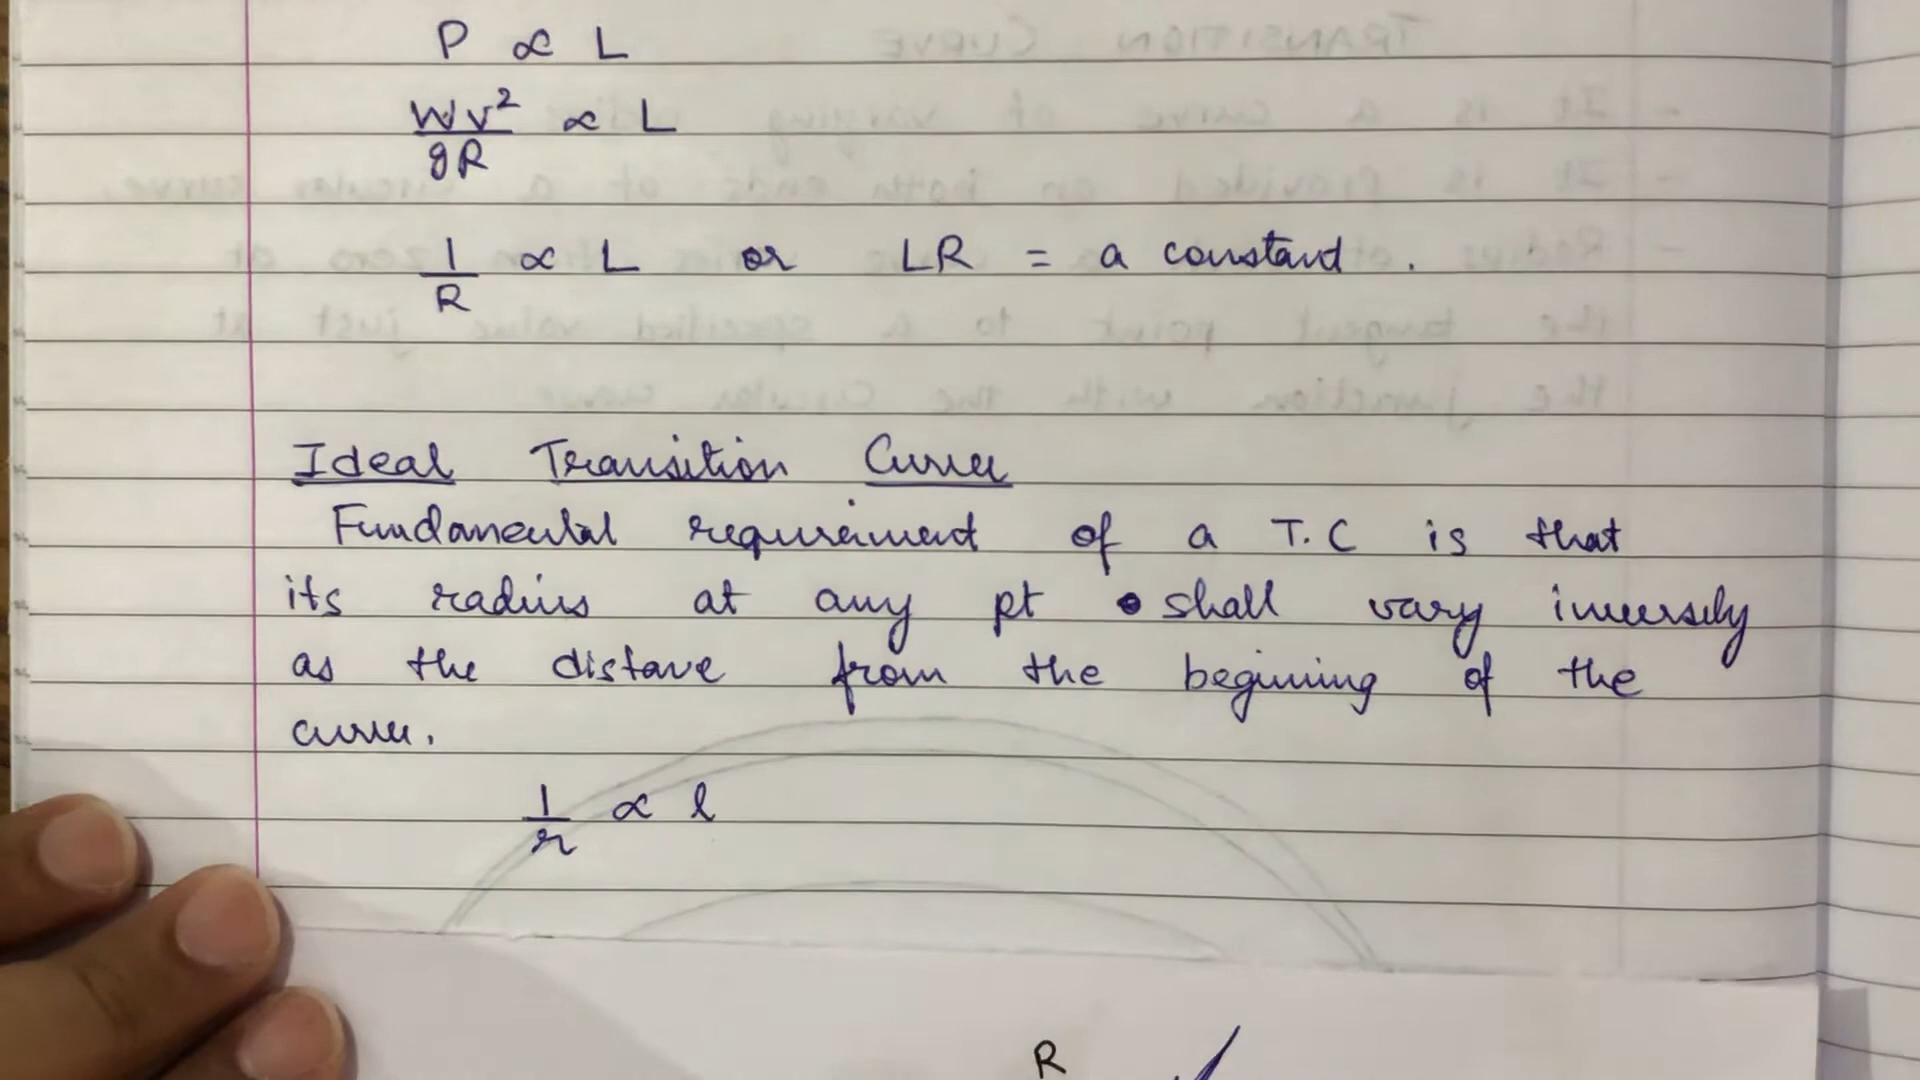 P ∝ L
Wv²/gR ∝ L
1/R ∝ L or LR = a constant.
Ideal Transition Curve
Fundamental requirement of a T.C is that
its radius at any pt shall vary inversely
as the distance from the begining of the
curve.
1/r ∝ l
R